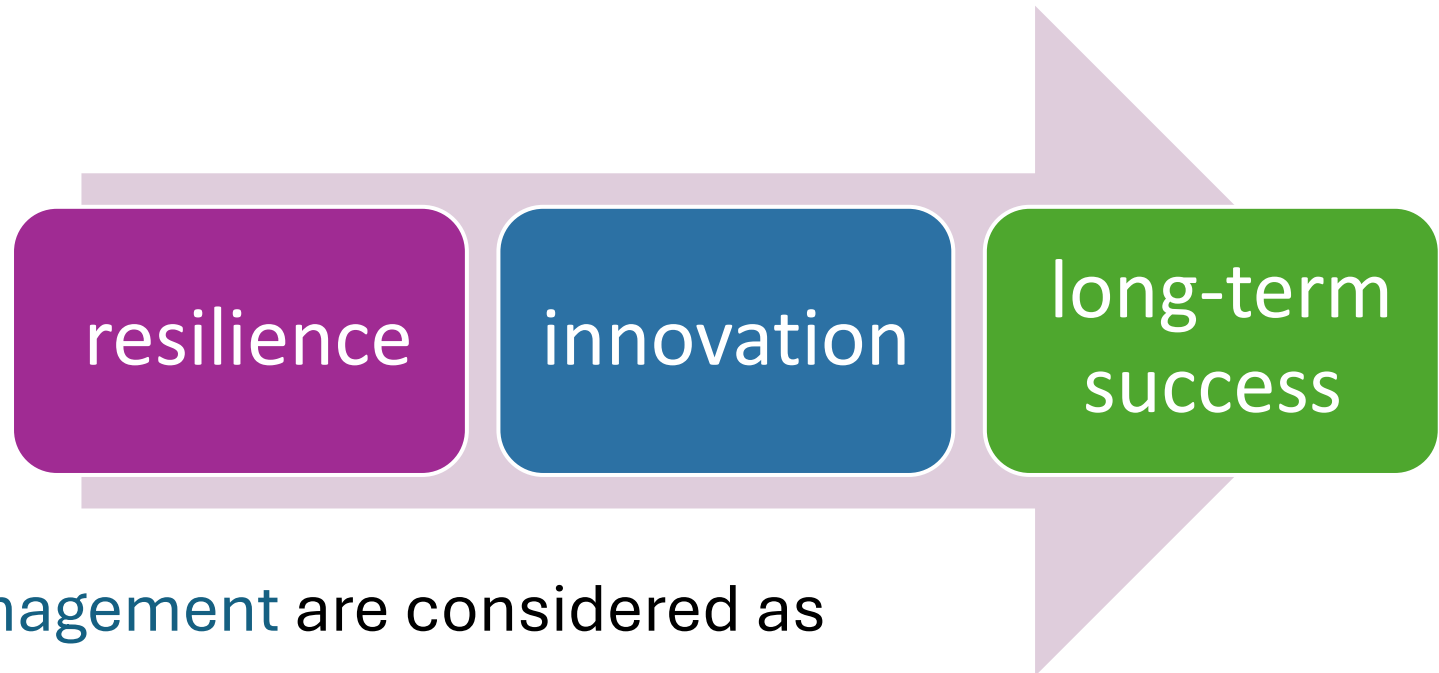 resilience
innovation
long-term
success
nagement are considered as